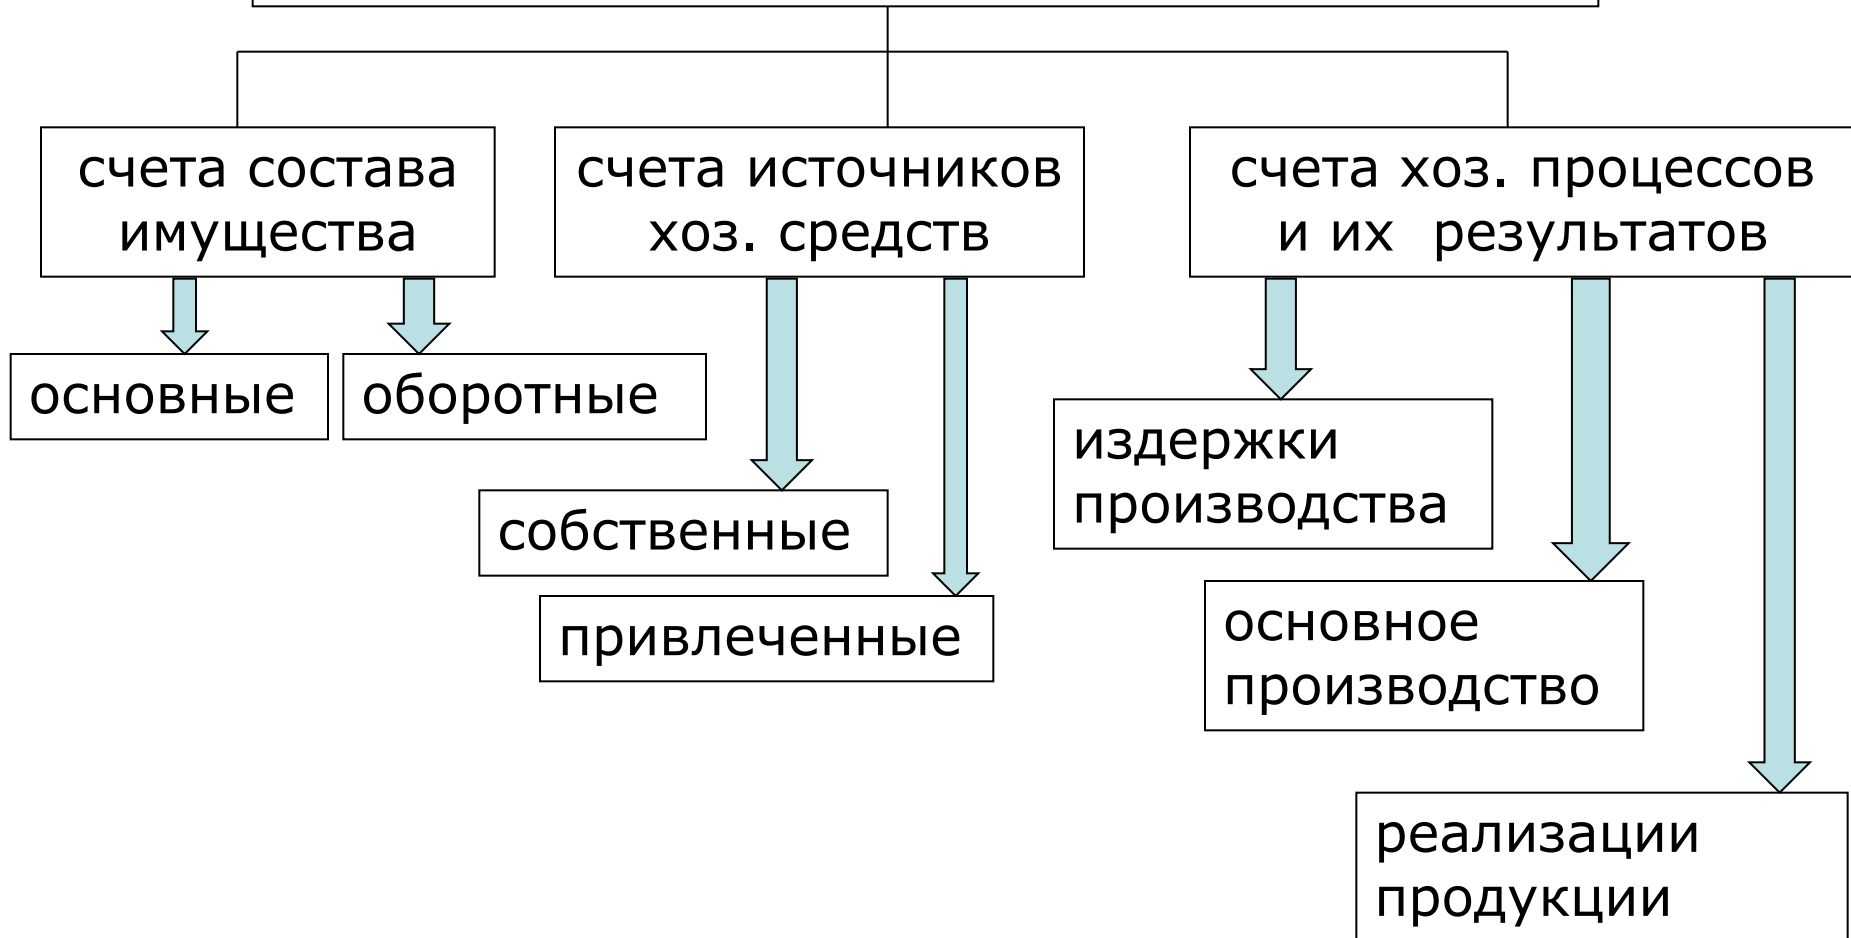 счета состава
имущества
счета источников
хоз. средств
счета хоз. процессов
и их результатов
основные
оборотные
собственные
привлеченные
издержки
производства
основное
производство
реализации
продукции